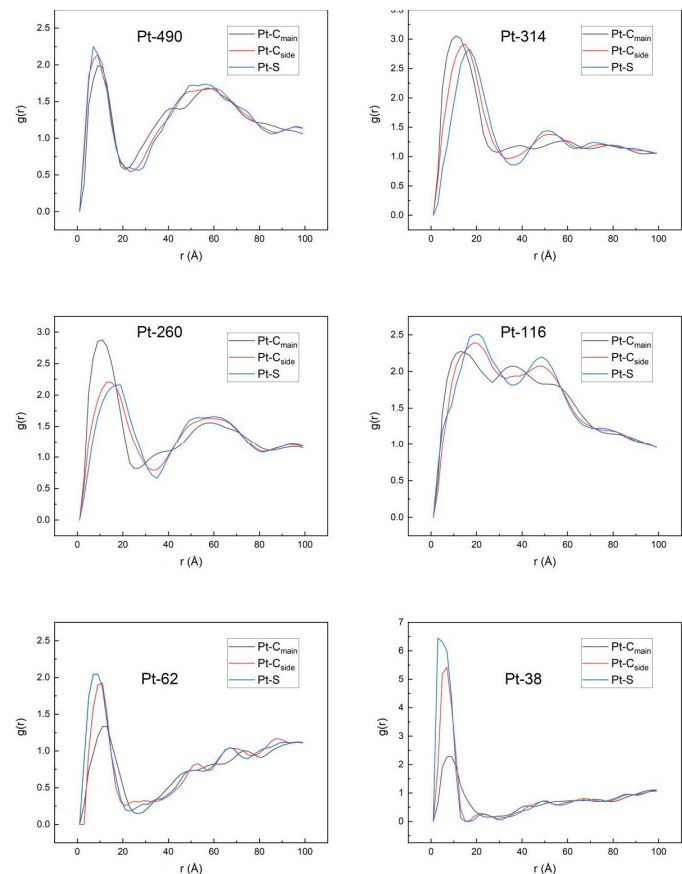 Pt-490
Pt-C_main
Pt-C_side
Pt-S
g(r)
2.5
2.0
1.5
1.0
0.5
0.0
0 20 40 60 80 100
r (Å)
Pt-314
Pt-C_main
Pt-C_side
Pt-S
g(r)
3.0
2.5
2.0
1.5
1.0
0.5
0.0
0 20 40 60 80 100
r (Å)
Pt-260
Pt-C_main
Pt-C_side
Pt-S
g(r)
3.0
2.5
2.0
1.5
1.0
0.5
0.0
0 20 40 60 80 100
r (Å)
Pt-116
Pt-C_main
Pt-C_side
Pt-S
g(r)
2.5
2.0
1.5
1.0
0.5
0.0
0 20 40 60 80 100
r (Å)
Pt-62
Pt-C_main
Pt-C_side
Pt-S
g(r)
2.5
2.0
1.5
1.0
0.5
0.0
0 20 40 60 80 100
r (Å)
Pt-38
Pt-C_main
Pt-C_side
Pt-S
g(r)
7
6
5
4
3
2
1
0
0 20 40 60 80 100
r (Å)